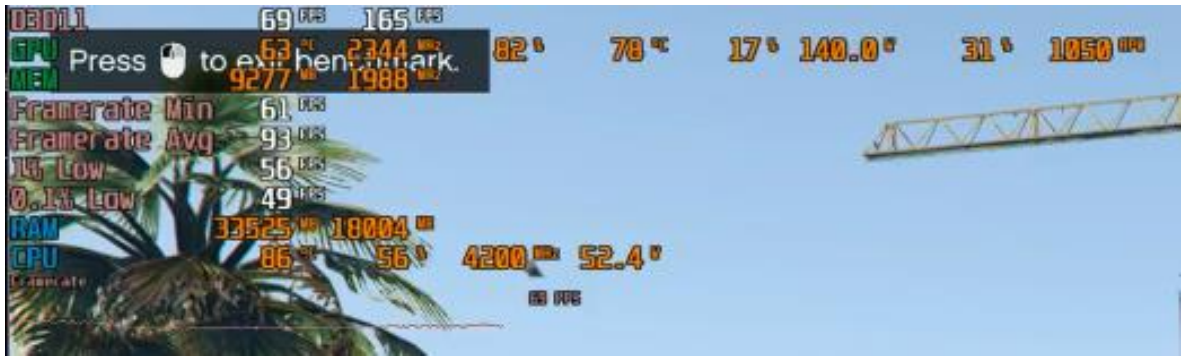 D3D11 69 FPS 165 FPS
GPU 63 °C 2344 MHz 82 % 78 °C 17 % 140.0 W 31 % 1050 RPM
Press to exit benchmark.
MEM 9277 MB 1988 MHz
Framerate Min 61 FPS
Framerate Avg 93 FPS
1% Low 56 FPS
0.1% Low 49 FPS
RAM 33525 MB 18004 MB
CPU 86 °C 56 % 4200 MHz 52.4 W
Framerate
69 FPS